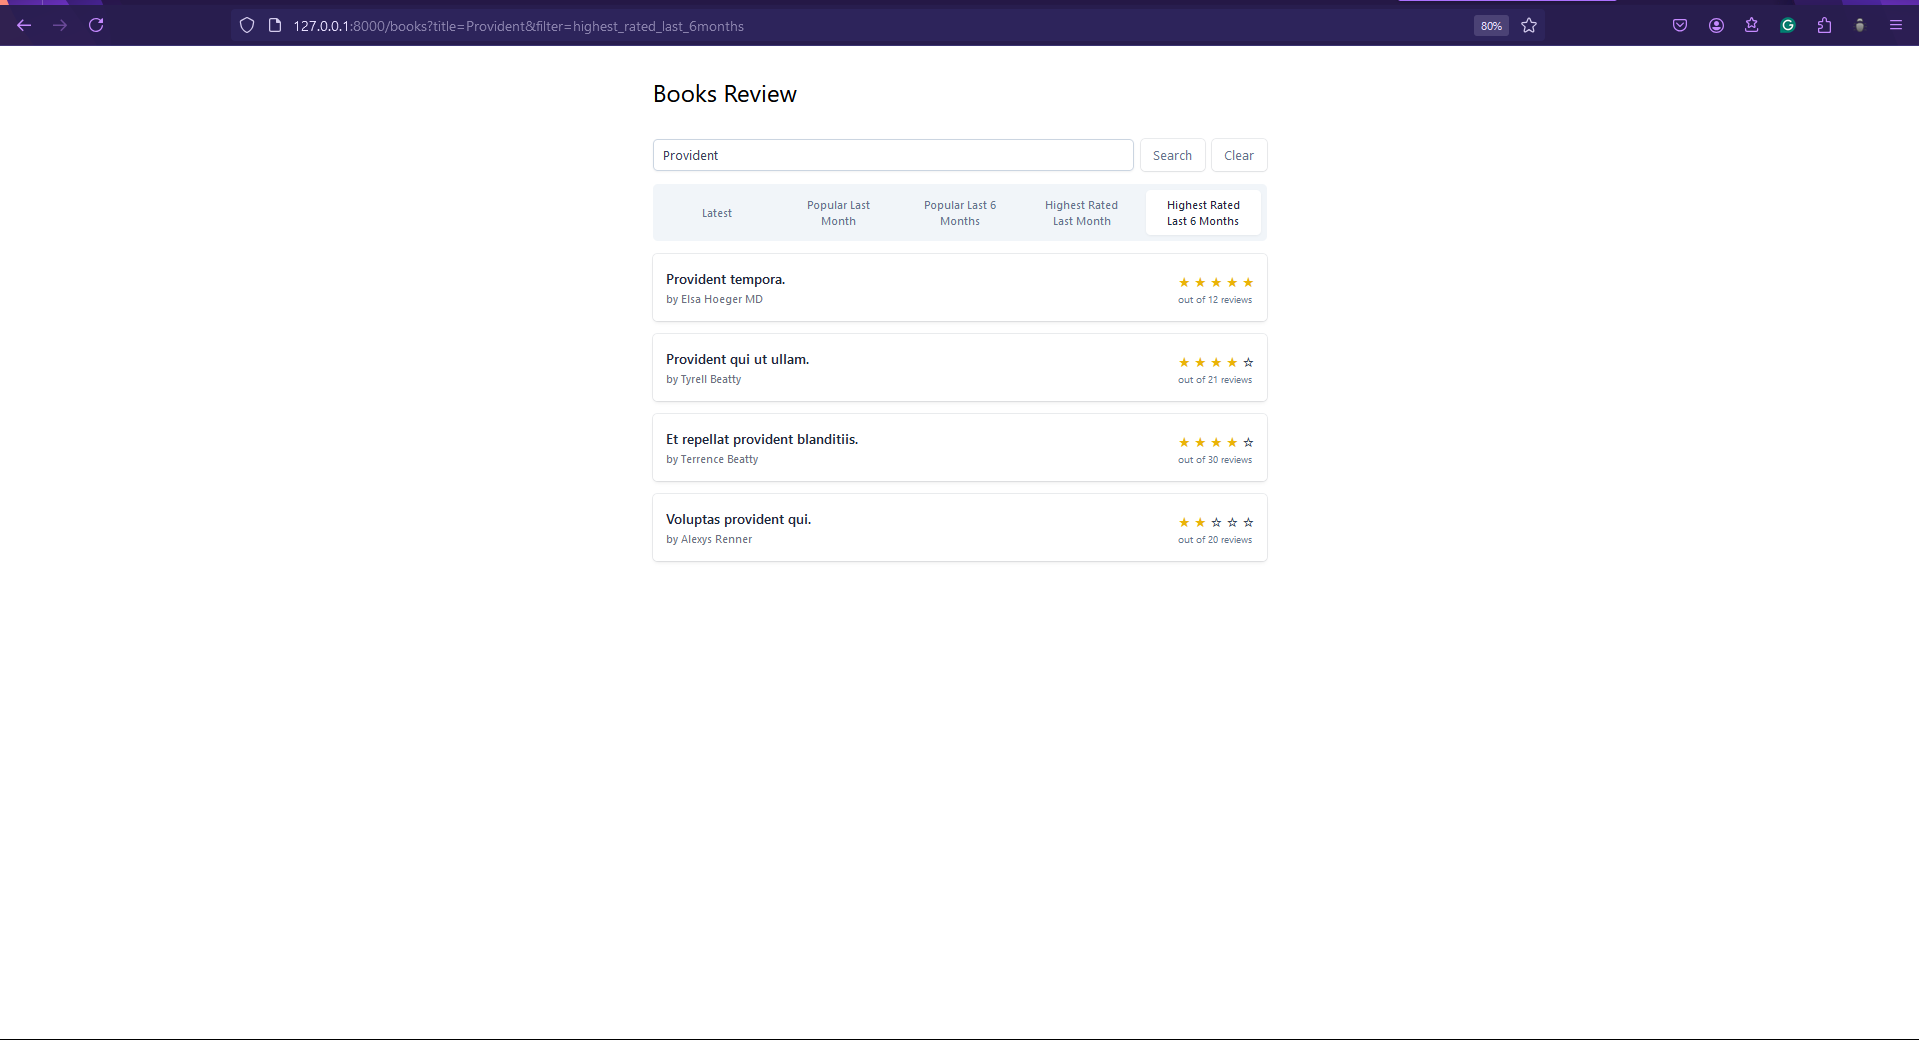 127.0.0.1:8000/books?title=Provident&filter=highest_rated_last_6months
80%
Books Review
Provident
Search
Clear
Latest
Popular Last
Month
Popular Last 6
Months
Highest Rated
Last Month
Highest Rated
Last 6 Months
Provident tempora.
by Elsa Hoeger MD
★ ★ ★ ★ ★
out of 12 reviews
Provident qui ut ullam.
by Tyrell Beatty
★ ★ ★ ★ ☆
out of 21 reviews
Et repellat provident blanditiis.
by Terrence Beatty
★ ★ ★ ★ ☆
out of 30 reviews
Voluptas provident qui.
by Alexys Renner
★ ★ ☆ ☆ ☆
out of 20 reviews